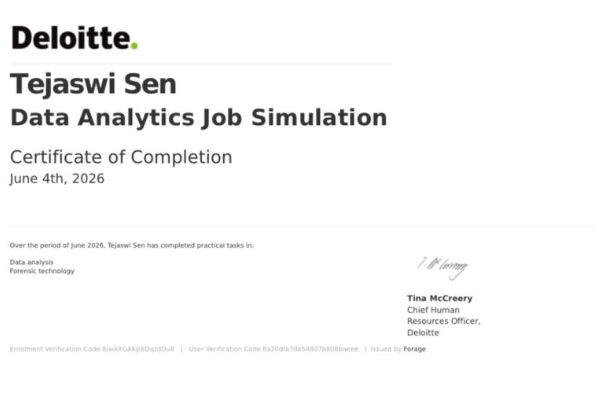 Deloitte.
Tejaswi Sen
Data Analytics Job Simulation
Certificate of Completion
June 4th, 2026
Over the period of June 2026, Tejaswi Sen has completed practical tasks in:
Data analysis
Forensic technology
Tina McCreery
Chief Human
Resources Officer,
Deloitte
Enrolment Verification Code | User Verification Code | Issued by Forage